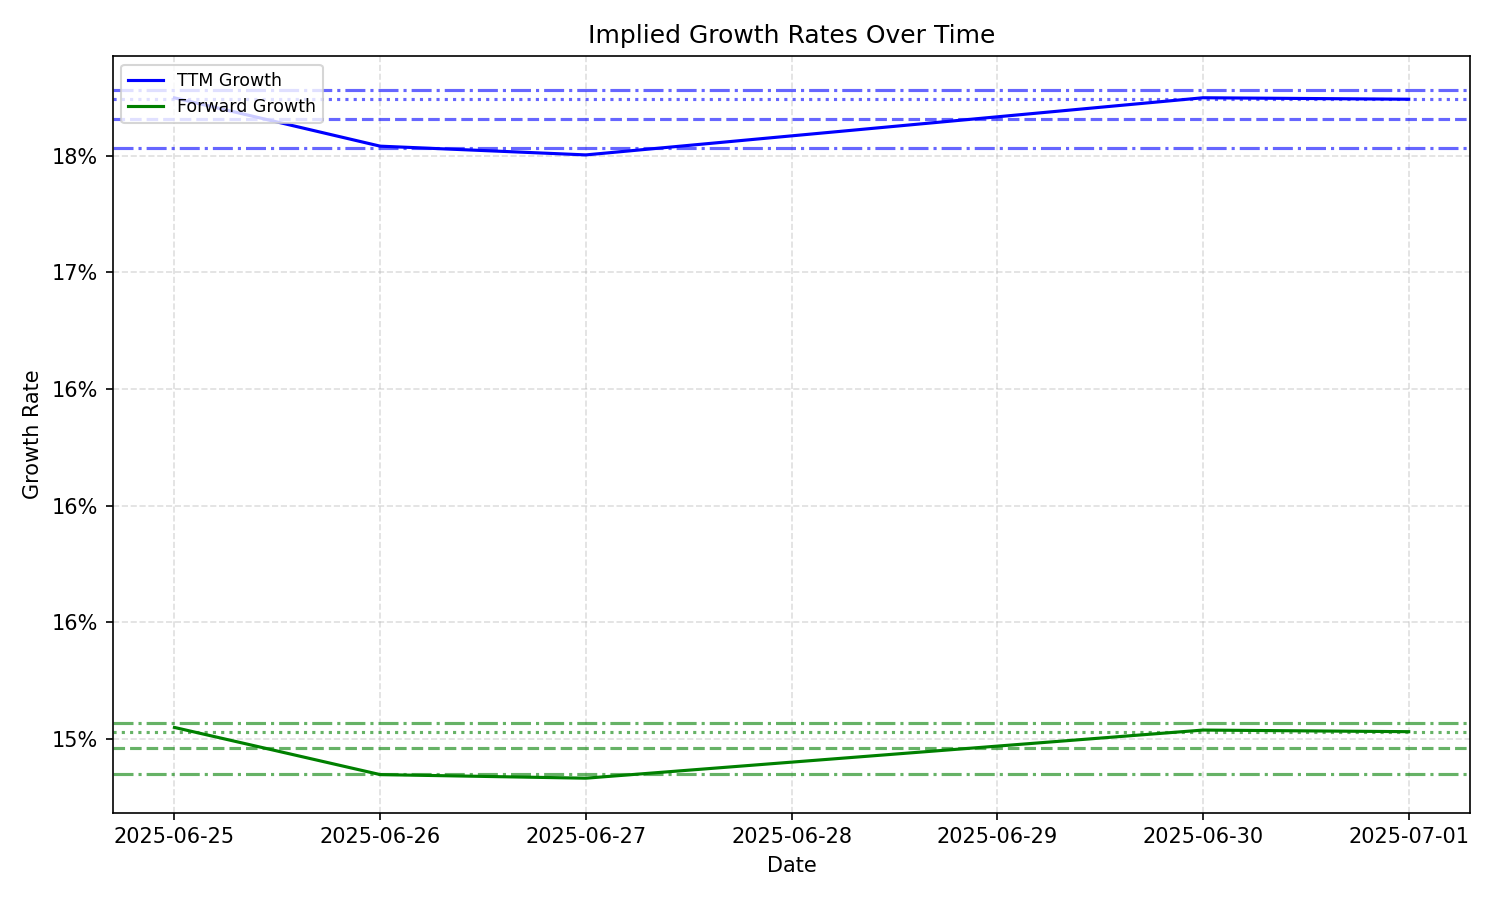 Implied Growth Rates Over Time
TTM Growth
Forward Growth
18%
17%
16%
16%
16%
15%
Growth Rate
2025-06-25
2025-06-26
2025-06-27
2025-06-28
2025-06-29
2025-06-30
2025-07-01
Date